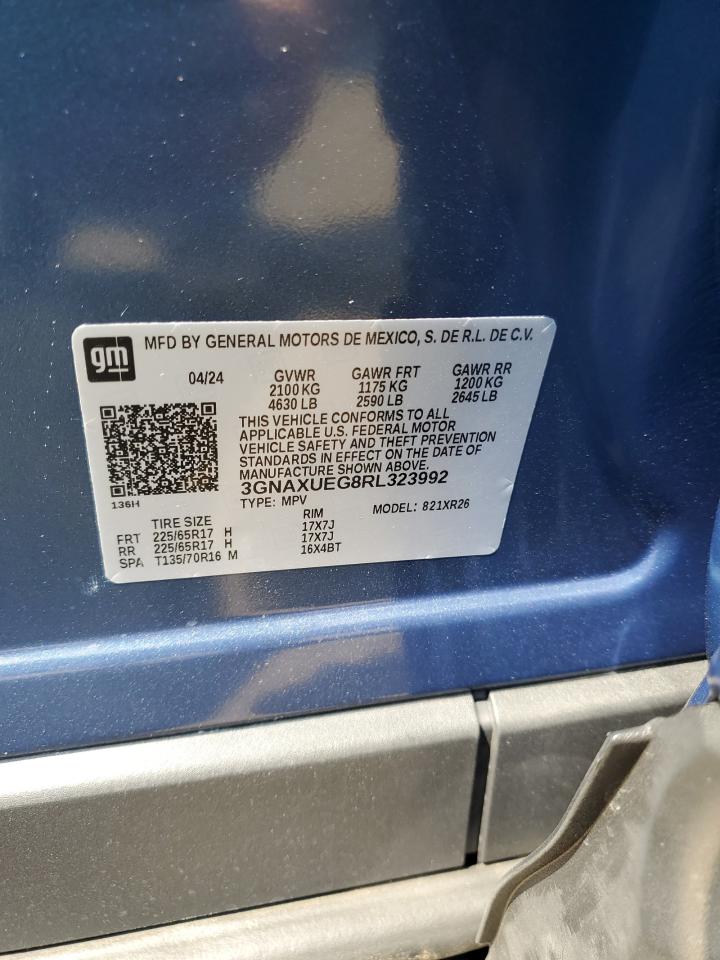 gm
MFD BY GENERAL MOTORS DE MEXICO, S. DE R.L. DE C.V.
04/24 GVWR GAWR FRT GAWR RR
2100 KG 1175 KG 1200 KG
4630 LB 2590 LB 2645 LB
THIS VEHICLE CONFORMS TO ALL
APPLICABLE U.S. FEDERAL MOTOR
VEHICLE SAFETY AND THEFT PREVENTION
STANDARDS IN EFFECT ON THE DATE OF
MANUFACTURE SHOWN ABOVE.
3GNAXUEG8RL323992
136H
TYPE: MPV MODEL: 821XR26
TIRE SIZE RIM
FRT 225/65R17 H 17X7J
RR 225/65R17 H 17X7J
SPA T135/70R16 M 16X4BT